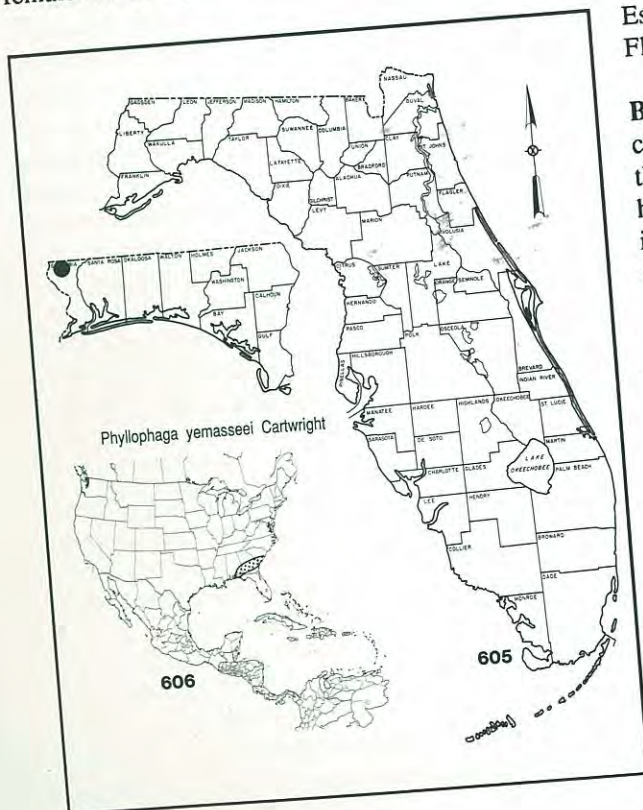 Es
Fl
B
c
t
b
i
NASSAU
GADSDEN LEON JEFFERSON MADISON HAMILTON BAKER DUVAL
LIBERTY WAKULLA TAYLOR SUWANNEE COLUMBIA UNION CLAY ST. JOHNS
FRANKLIN LAFAYETTE BRADFORD PUTNAM
DIXIE GILCHRIST ALACHUA FLAGLER
LEVY MARION VOLUSIA
SANTA ROSA OKALOOSA WALTON HOLMES JACKSON
WASHINGTON
BAY CALHOUN
GULF
CITRUS SUMTER LAKE
HERNANDO ORANGE SEMINOLE
PASCO POLK OSCEOLA
PINELLAS HILLSBOROUGH BREVARD
INDIAN RIVER
MANATEE HARDEE HIGHLANDS OKEECHOBEE ST. LUCIE
SARASOTA DE SOTO MARTIN
CHARLOTTE GLADES LAKE
OKEECHOBEE PALM BEACH
LEE HENDRY
COLLIER BROWARD
DADE
MONROE
Phyllophaga yemasseei Cartwright
606
605